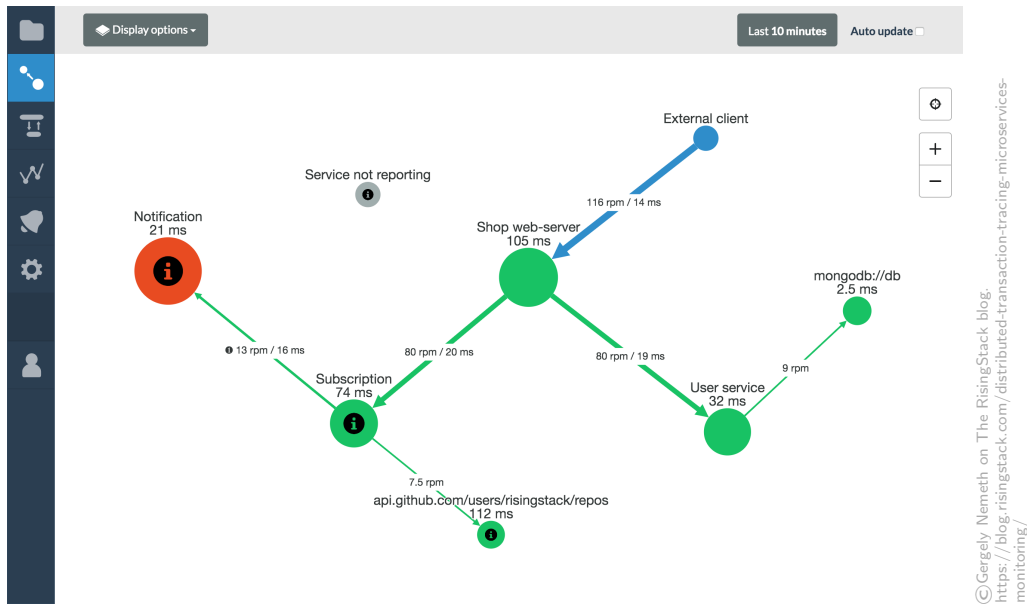 Display options
Last 10 minutes
Auto update
External client
Service not reporting
116 rpm / 14 ms
Notification
21 ms
Shop web-server
105 ms
mongodb://db
2.5 ms
13 rpm / 16 ms
80 rpm / 20 ms
80 rpm / 19 ms
9 rpm
Subscription
74 ms
User service
32 ms
7.5 rpm
api.github.com/users/risingstack/repos
112 ms
©Gergely Nemeth on The RisingStack blog.
https://blog.risingstack.com/distributed-transaction-tracing-microservices-
monitoring/